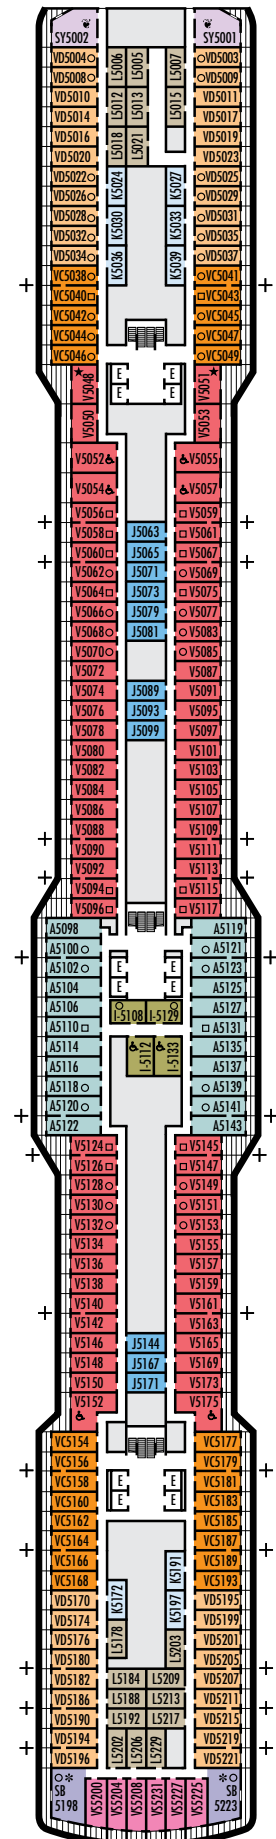 SY5002 SY5001
L5006 L5005 L5007
VD5004 VD5003
VD5008 VD5009
VD5010 L5012 L5013 L5015 VD5011
VD5014 VD5017
VD5016 L5018 L5021 VD5019
VD5020 VD5023
VD5022 K5024 K5027 VD5025
VD5026 VD5029
VD5028 K5030 K5033 VD5031
VD5032 VD5035
VD5034 K5036 K5039 VD5037
VC5038 VC5041
VC5040 VC5043
VC5042 VC5045
VC5044 VC5047
VC5046 VC5049
V5048 E E V5051
V5050 E E V5053
V5052 V5055
V5054 V5057
V5056 V5059
V5058 J5063 V5061
V5060 J5065 V5067
V5062 J5071 V5069
V5064 J5073 V5075
V5066 J5079 V5077
V5068 J5081 V5083
V5070 V5085
V5072 V5087
V5074 J5089 V5091
V5076 J5093 V5095
V5078 J5099 V5097
V5080 V5101
V5082 V5103
V5084 V5105
V5086 V5107
V5088 V5109
V5090 V5111
V5092 V5113
V5094 V5115
V5096 V5117
A5098 A5119
A5100 A5121
A5102 E E A5123
A5104 E E A5125
A5106 I-5108 I-5129 A5127
A5110 A5131
A5114 I-5112 I-5133 A5135
A5116 A5137
A5118 A5139
A5120 A5141
A5122 A5143
V5124 V5145
V5126 V5147
V5128 V5149
V5130 V5151
V5132 V5153
V5134 V5155
V5136 V5157
V5138 V5159
V5140 V5161
V5142 V5163
V5146 J5144 V5165
V5148 J5167 V5169
V5150 J5171 V5173
V5152 V5175
VC5154 VC5177
VC5156 VC5179
VC5158 E E VC5181
VC5160 E E VC5183
VC5162 VC5185
VC5164 VC5187
VC5166 K5191 VC5189
VC5168 VC5193
VD5170 K5172 K5197 VD5195
VD5174 VD5199
VD5176 L5178 L5203 VD5201
VD5180 VD5205
VD5182 L5184 L5209 VD5207
VD5186 L5188 L5213 VD5211
VD5190 L5192 L5217 VD5215
VD5194 L5202 L5206 L5229 VD5219
VD5196 VD5221
SB VS5200 VS5204 VS5208 VS5231 VS5227 VS5225 SB
5198 5223